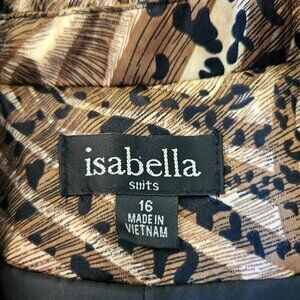 isabella
suits
16
MADE IN
VIETNAM